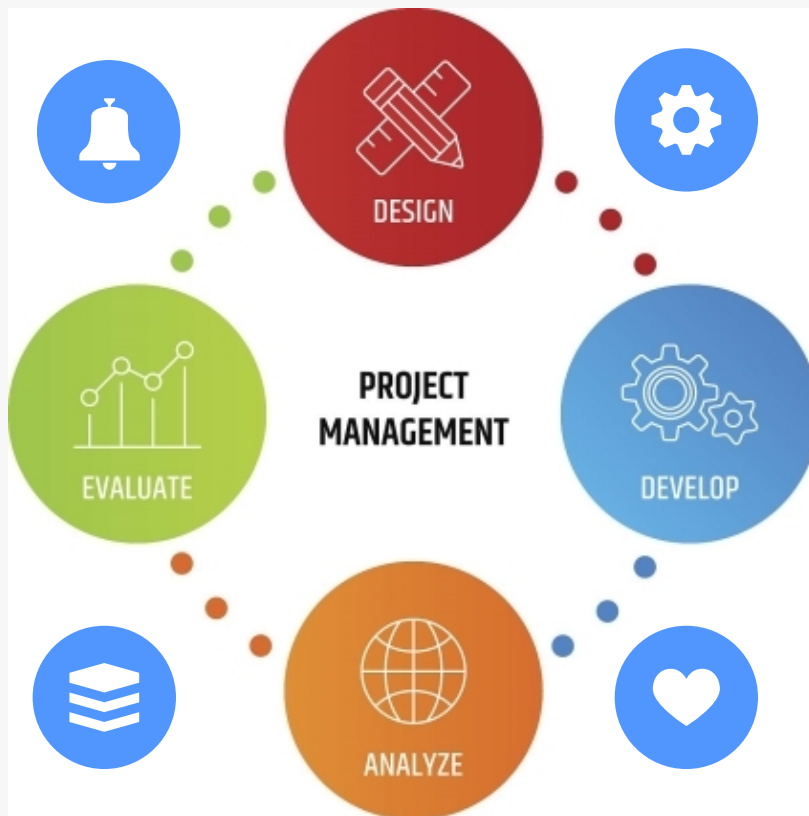 DESIGN
PROJECT
MANAGEMENT
EVALUATE
DEVELOP
ANALYZE